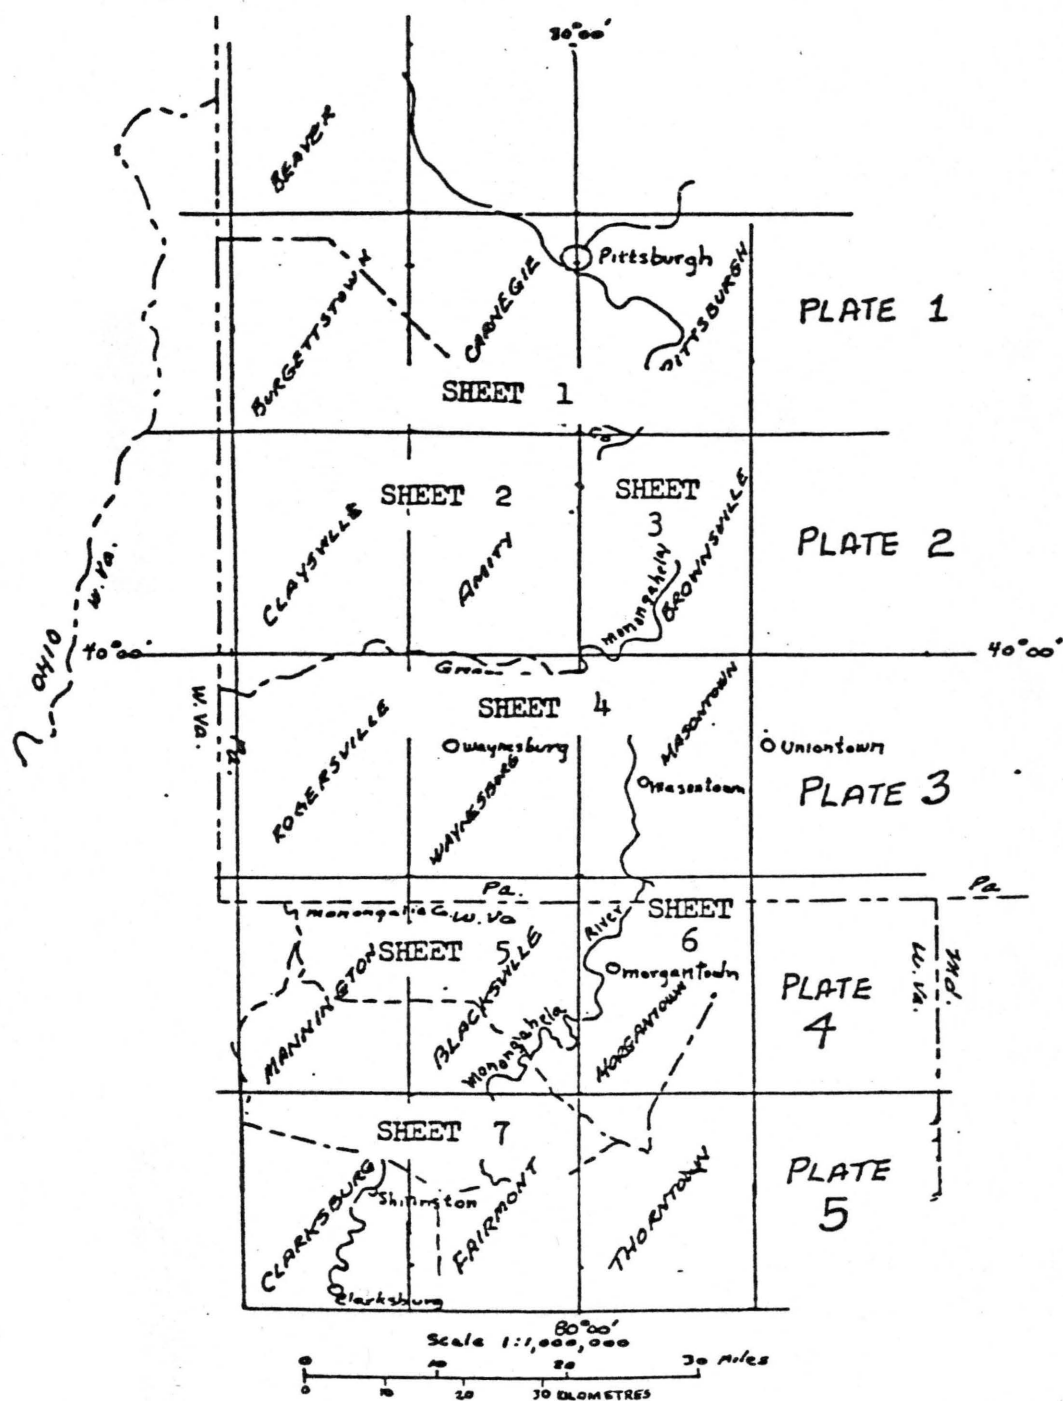 80°00'
BEAVER
Pittsburgh
BURGETTSTOWN
CARNEGIE
PITTSBURGH
PLATE 1
SHEET 1
Co
SHEET 2
SHEET
3
CLAYSVILLE
AMITY
Monongahela
BROWNSVILLE
PLATE 2
OHIO
W. Va.
40°00'
40°00'
W. Va.
Pa.
SHEET 4
ROGERSVILLE
Waynesburg
WAYNESBURG
MASONTOWN
Masontown
Uniontown
PLATE 3
Pa.
Pa
Monongalia Co. W. Va
SHEET 5
River
SHEET
6
MANNINGTON
BLACKSVILLE
Monongahela
Morgantown
MORGANTOWN
PLATE
4
W. Va.
Md.
SHEET 7
CLARKSBURG
Shinnston
FAIRMONT
THORNTOWN
PLATE
5
Clarksburg
80°00'
Scale 1:1,000,000
0 10 20 30 Miles
0 10 20 30 KILOMETRES